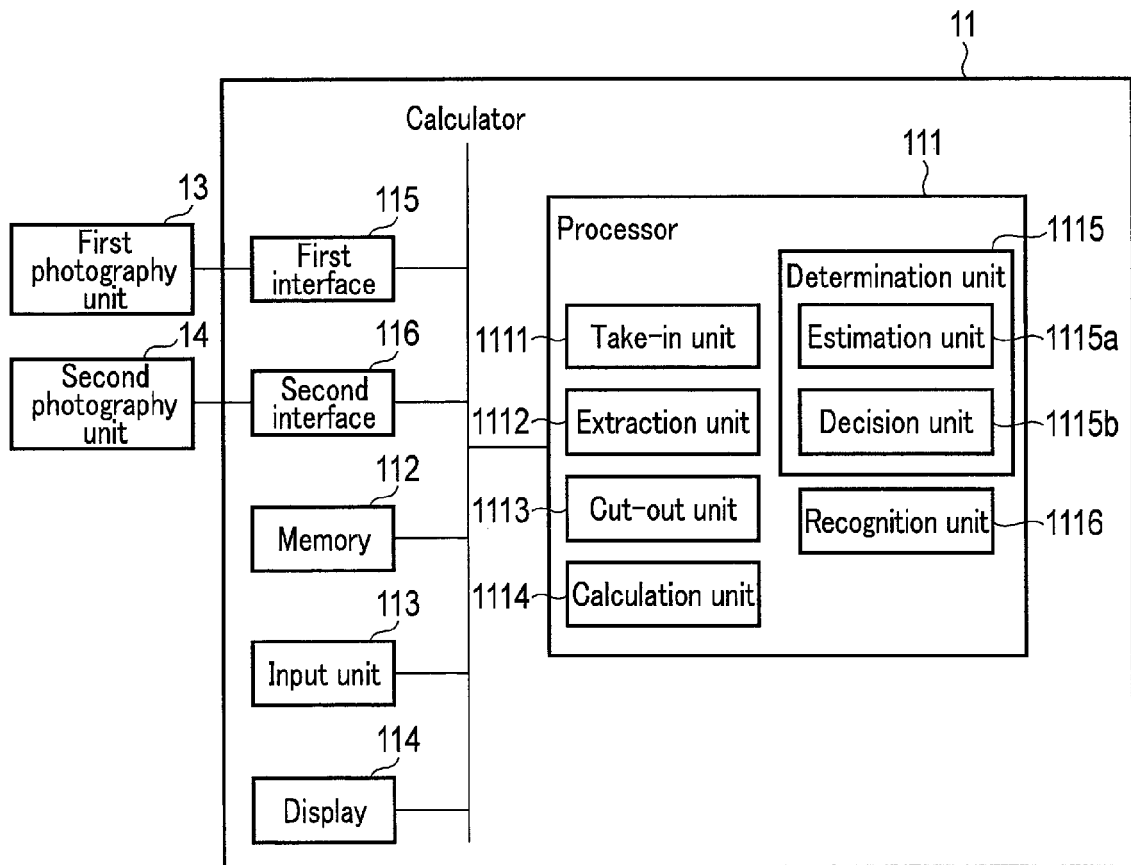 11
Calculator
111
13
First
photography
unit
115
First
interface
Processor
1115
Determination unit
1111
Take-in unit
Estimation unit
1115a
14
Second
photography
unit
116
Second
interface
1112
Extraction unit
Decision unit
1115b
112
Memory
1113
Cut-out unit
Recognition unit
1116
1114
Calculation unit
113
Input unit
114
Display